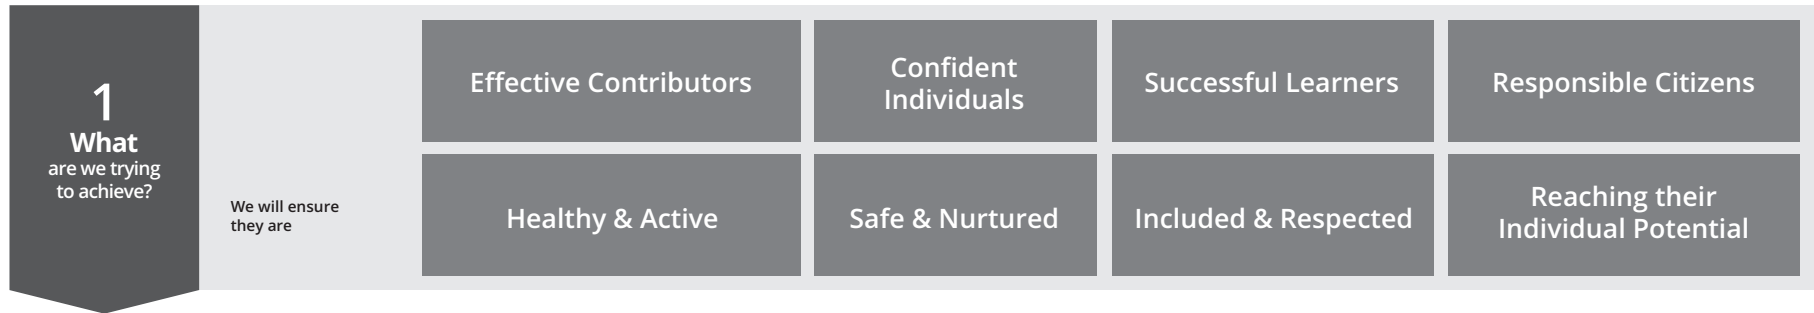 1
What
are we trying
to achieve?
Effective Contributors
Confident
Individuals
Successful Learners
Responsible Citizens
We will ensure
they are
Healthy & Active
Safe & Nurtured
Included & Respected
Reaching their
Individual Potential